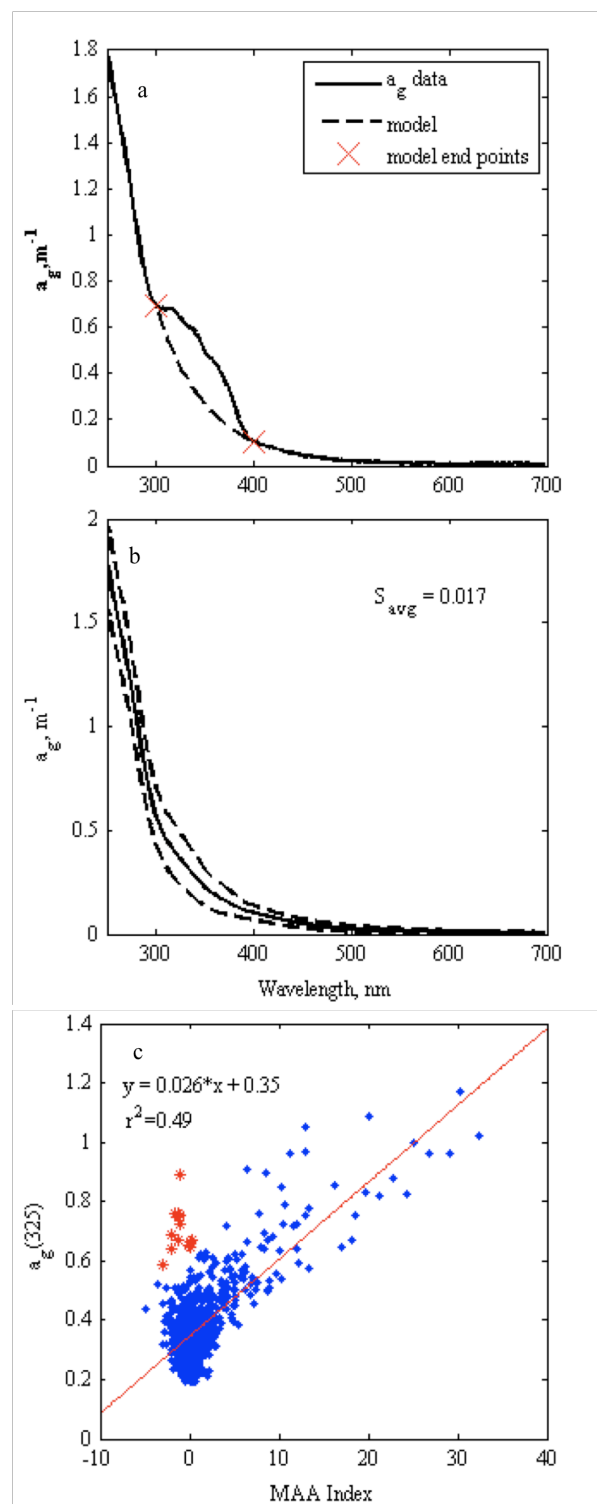 1.8
a
a_g data
model
model end points
1.6
1.4
1.2
1
0.8
0.6
0.4
0.2
0
a_g,m^-1
300 400 500 600 700
b
S_avg = 0.017
2
1.5
1
0.5
0
a_g, m^-1
300 400 500 600 700
Wavelength, nm
c
y = 0.026*x + 0.35
r^2=0.49
1.4
1.2
1
0.8
0.6
0.4
0.2
0
a_g(325)
-10 0 10 20 30 40
MAA Index